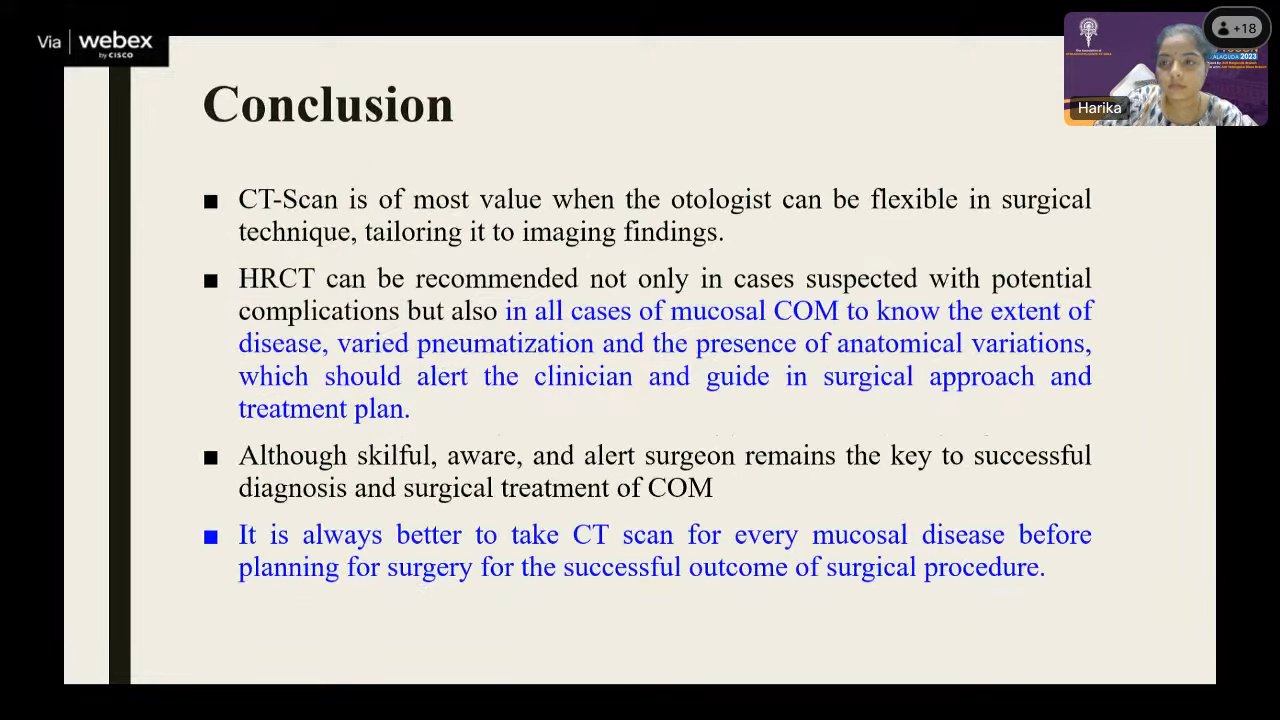 Via webex
by CISCO
+18
ALAGUDA 2023
Harika
Conclusion
■ CT-Scan is of most value when the otologist can be flexible in surgical
technique, tailoring it to imaging findings.
■ HRCT can be recommended not only in cases suspected with potential
complications but also in all cases of mucosal COM to know the extent of
disease, varied pneumatization and the presence of anatomical variations,
which should alert the clinician and guide in surgical approach and
treatment plan.
■ Although skilful, aware, and alert surgeon remains the key to successful
diagnosis and surgical treatment of COM
■ It is always better to take CT scan for every mucosal disease before
planning for surgery for the successful outcome of surgical procedure.